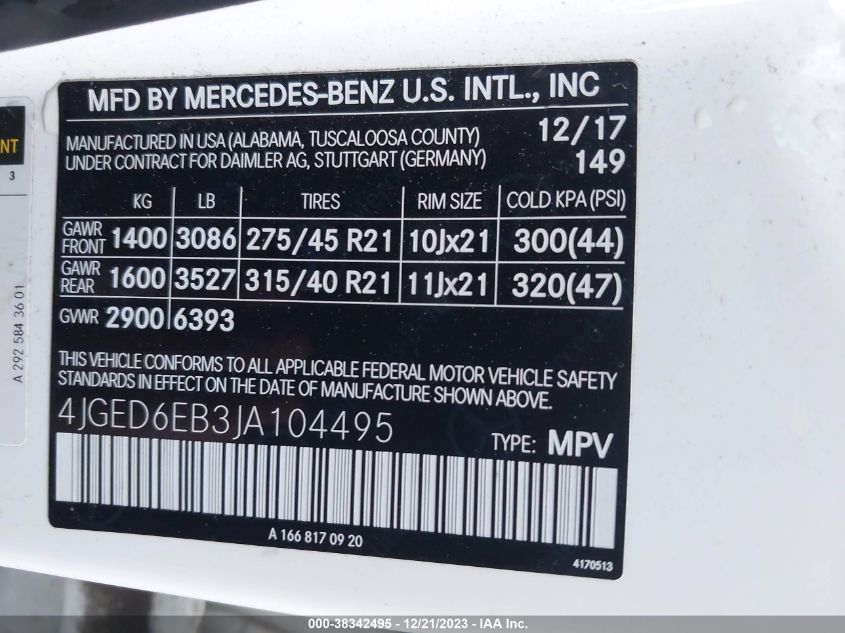 MFD BY MERCEDES-BENZ U.S. INTL., INC
MANUFACTURED IN USA (ALABAMA, TUSCALOOSA COUNTY) 12/17
UNDER CONTRACT FOR DAIMLER AG, STUTTGART (GERMANY) 149
KG LB TIRES RIM SIZE COLD KPA (PSI)
GAWR FRONT 1400 3086 275/45 R21 10Jx21 300(44)
GAWR REAR 1600 3527 315/40 R21 11Jx21 320(47)
GVWR 2900 6393
THIS VEHICLE CONFORMS TO ALL APPLICABLE FEDERAL MOTOR VEHICLE SAFETY
STANDARDS IN EFFECT ON THE DATE OF MANUFACTURE SHOWN ABOVE.
4JGED6EB3JA104495
TYPE: MPV
A 166 817 09 20
4170513
NT
3
A 292 584 36 01
000-38342495 - 12/21/2023 - IAA Inc.